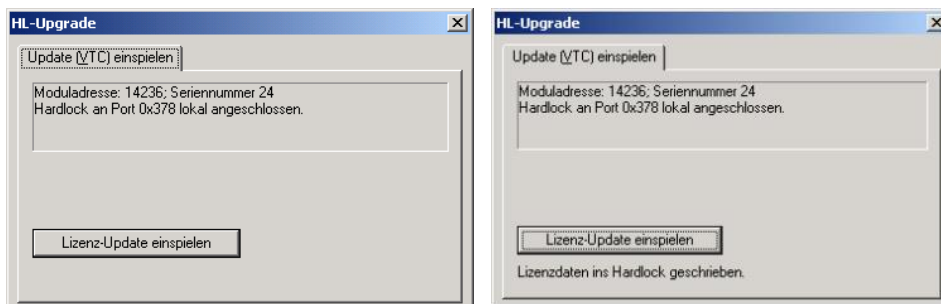 HL-Upgrade
Update (VTC) einspielen
Moduladresse: 14236; Seriennummer 24
Hardlock an Port 0x378 lokal angeschlossen.
Lizenz-Update einspielen
HL-Upgrade
Update (VTC) einspielen
Moduladresse: 14236; Seriennummer 24
Hardlock an Port 0x378 lokal angeschlossen.
Lizenz-Update einspielen
Lizenzdaten ins Hardlock geschrieben.